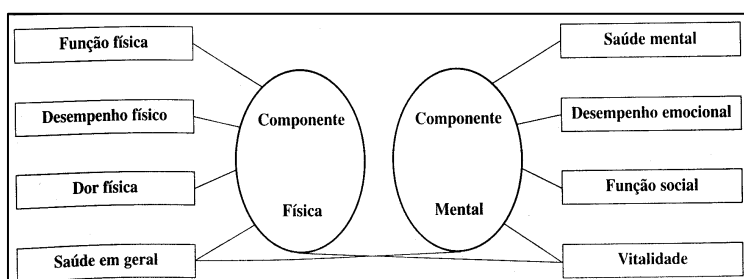 Função física
Desempenho físico
Dor física
Saúde em geral
Componente
Física
Componente
Mental
Saúde mental
Desempenho emocional
Função social
Vitalidade